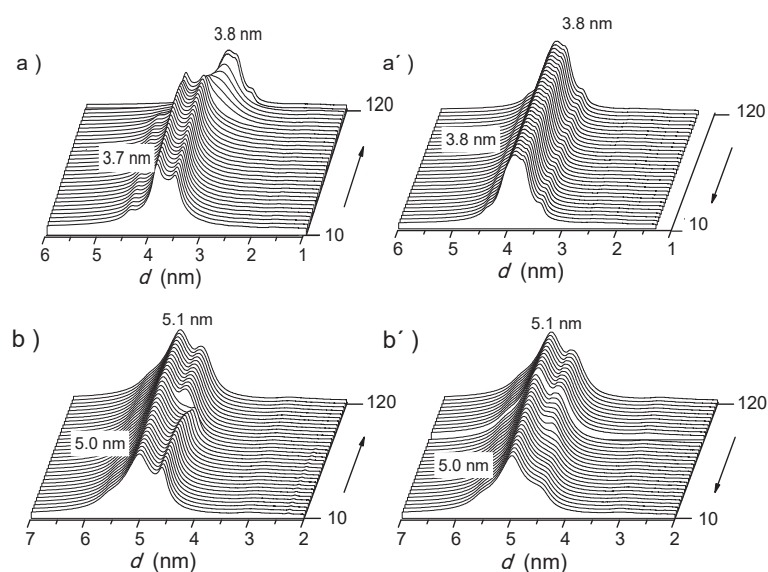 a )
3.8 nm
3.7 nm
120
10
6 5 4 3 2 1
d (nm)
a´ )
3.8 nm
3.8 nm
120
10
6 5 4 3 2 1
d (nm)
b )
5.1 nm
5.0 nm
120
10
7 6 5 4 3 2
d (nm)
b´ )
5.1 nm
5.0 nm
120
10
7 6 5 4 3 2
d (nm)